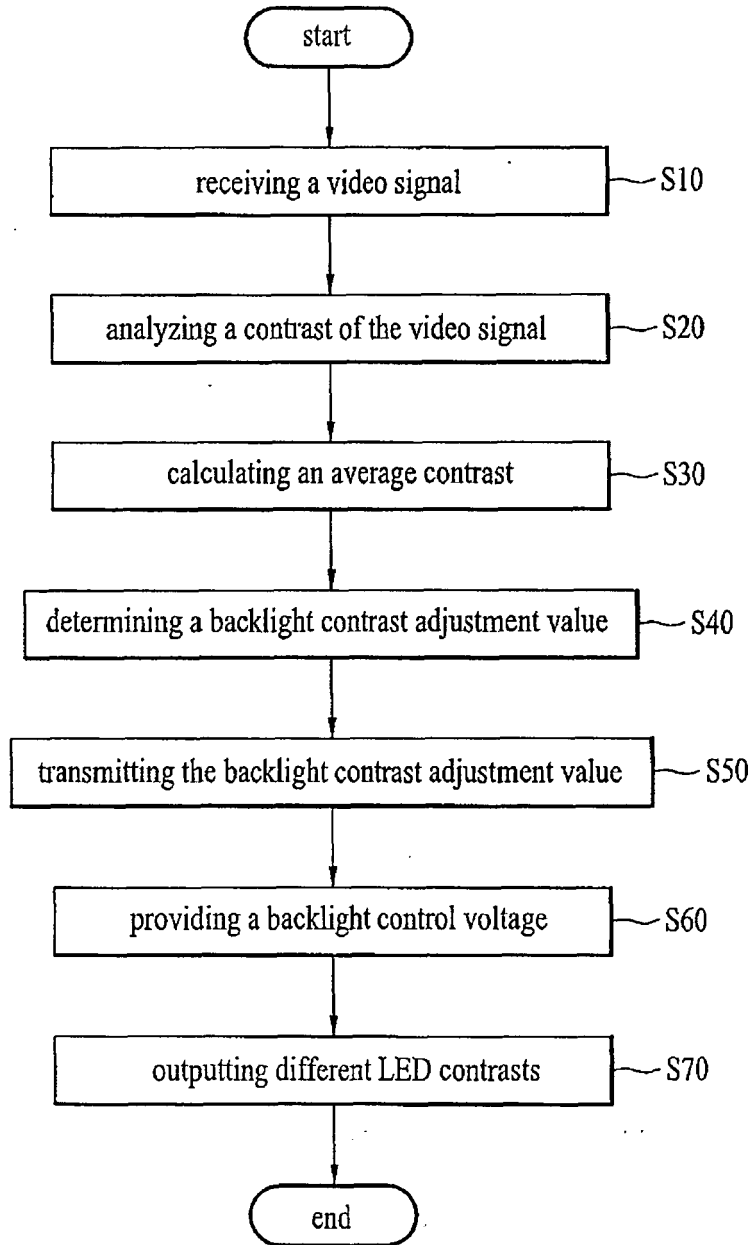 start
receiving a video signal S10
analyzing a contrast of the video signal S20
calculating an average contrast S30
determining a backlight contrast adjustment value S40
transmitting the backlight contrast adjustment value S50
providing a backlight control voltage S60
outputting different LED contrasts S70
end